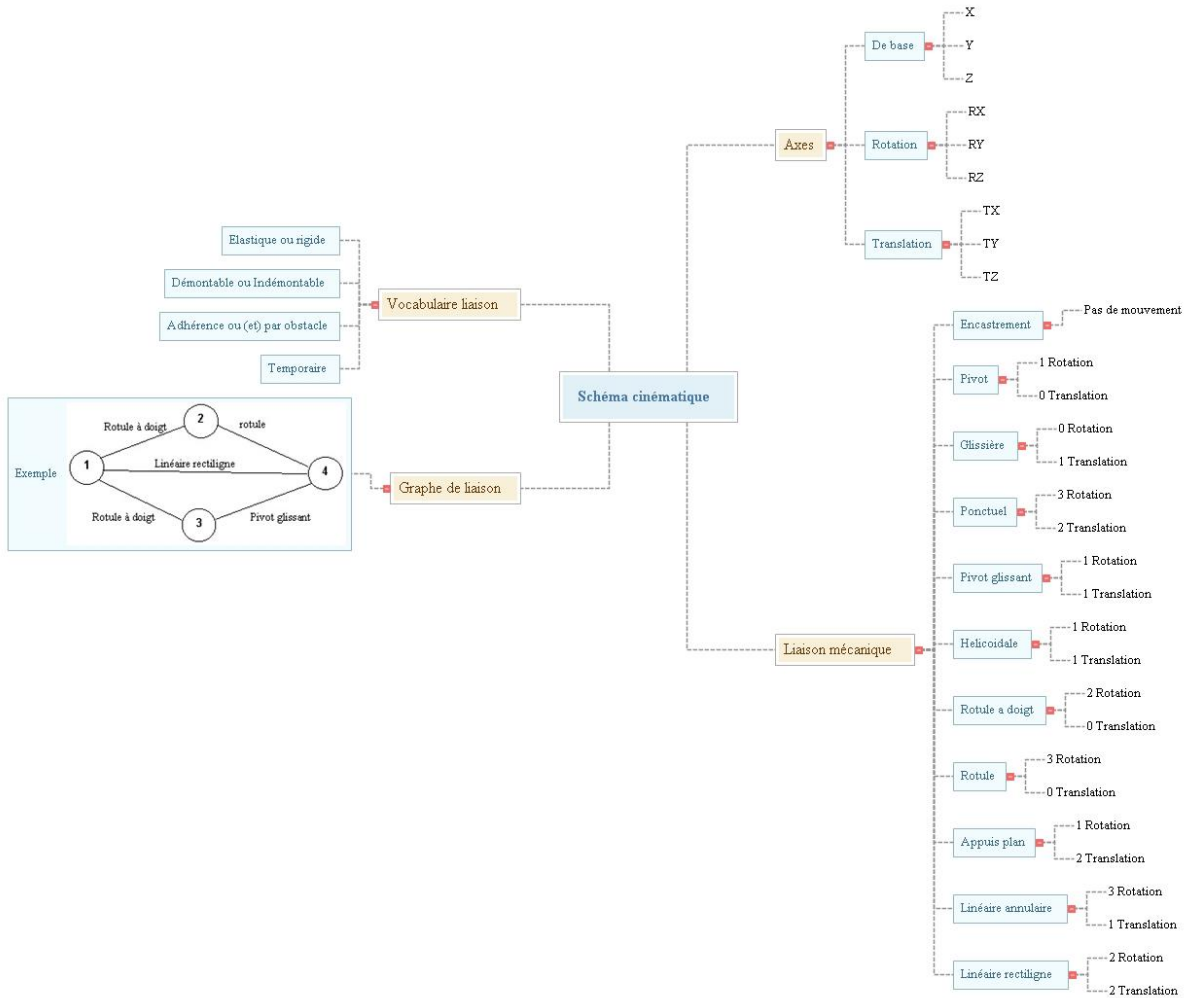 Schéma cinématique
Axes
De base
X
Y
Z
Rotation
RX
RY
RZ
Translation
TX
TY
TZ
Liaison mécanique
Encastrement
Pas de mouvement
Pivot
1 Rotation
0 Translation
Glissière
0 Rotation
1 Translation
Ponctuel
3 Rotation
2 Translation
Pivot glissant
1 Rotation
1 Translation
Helicoidale
1 Rotation
1 Translation
Rotule a doigt
2 Rotation
0 Translation
Rotule
3 Rotation
0 Translation
Appuis plan
1 Rotation
2 Translation
Linéaire annulaire
3 Rotation
1 Translation
Linéaire rectiligne
2 Rotation
2 Translation
Vocabulaire liaison
Elastique ou rigide
Démontable ou Indémontable
Adhérence ou (et) par obstacle
Temporaire
Graphe de liaison
Exemple
2
Rotule à doigt
rotule
1
Linéaire rectiligne
4
Rotule à doigt
3
Pivot glissant